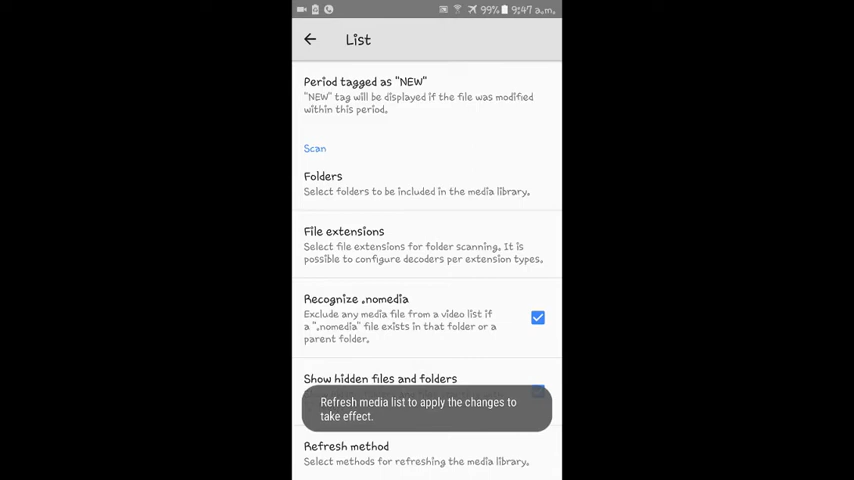 99% 9:47 a.m.
List
Period tagged as "NEW"
"NEW" tag will be displayed if the file was modified
within this period.
Scan
Folders
Select folders to be included in the media library.
File extensions
Select file extensions for folder scanning. It is
possible to configure decoders per extension types.
Recognize .nomedia
Exclude any media file from a video list if
a ".nomedia" file exists in that folder or a
parent folder.
Show hidden files and folders
Refresh media list to apply the changes to
take effect.
Refresh method
Select methods for refreshing the media library.